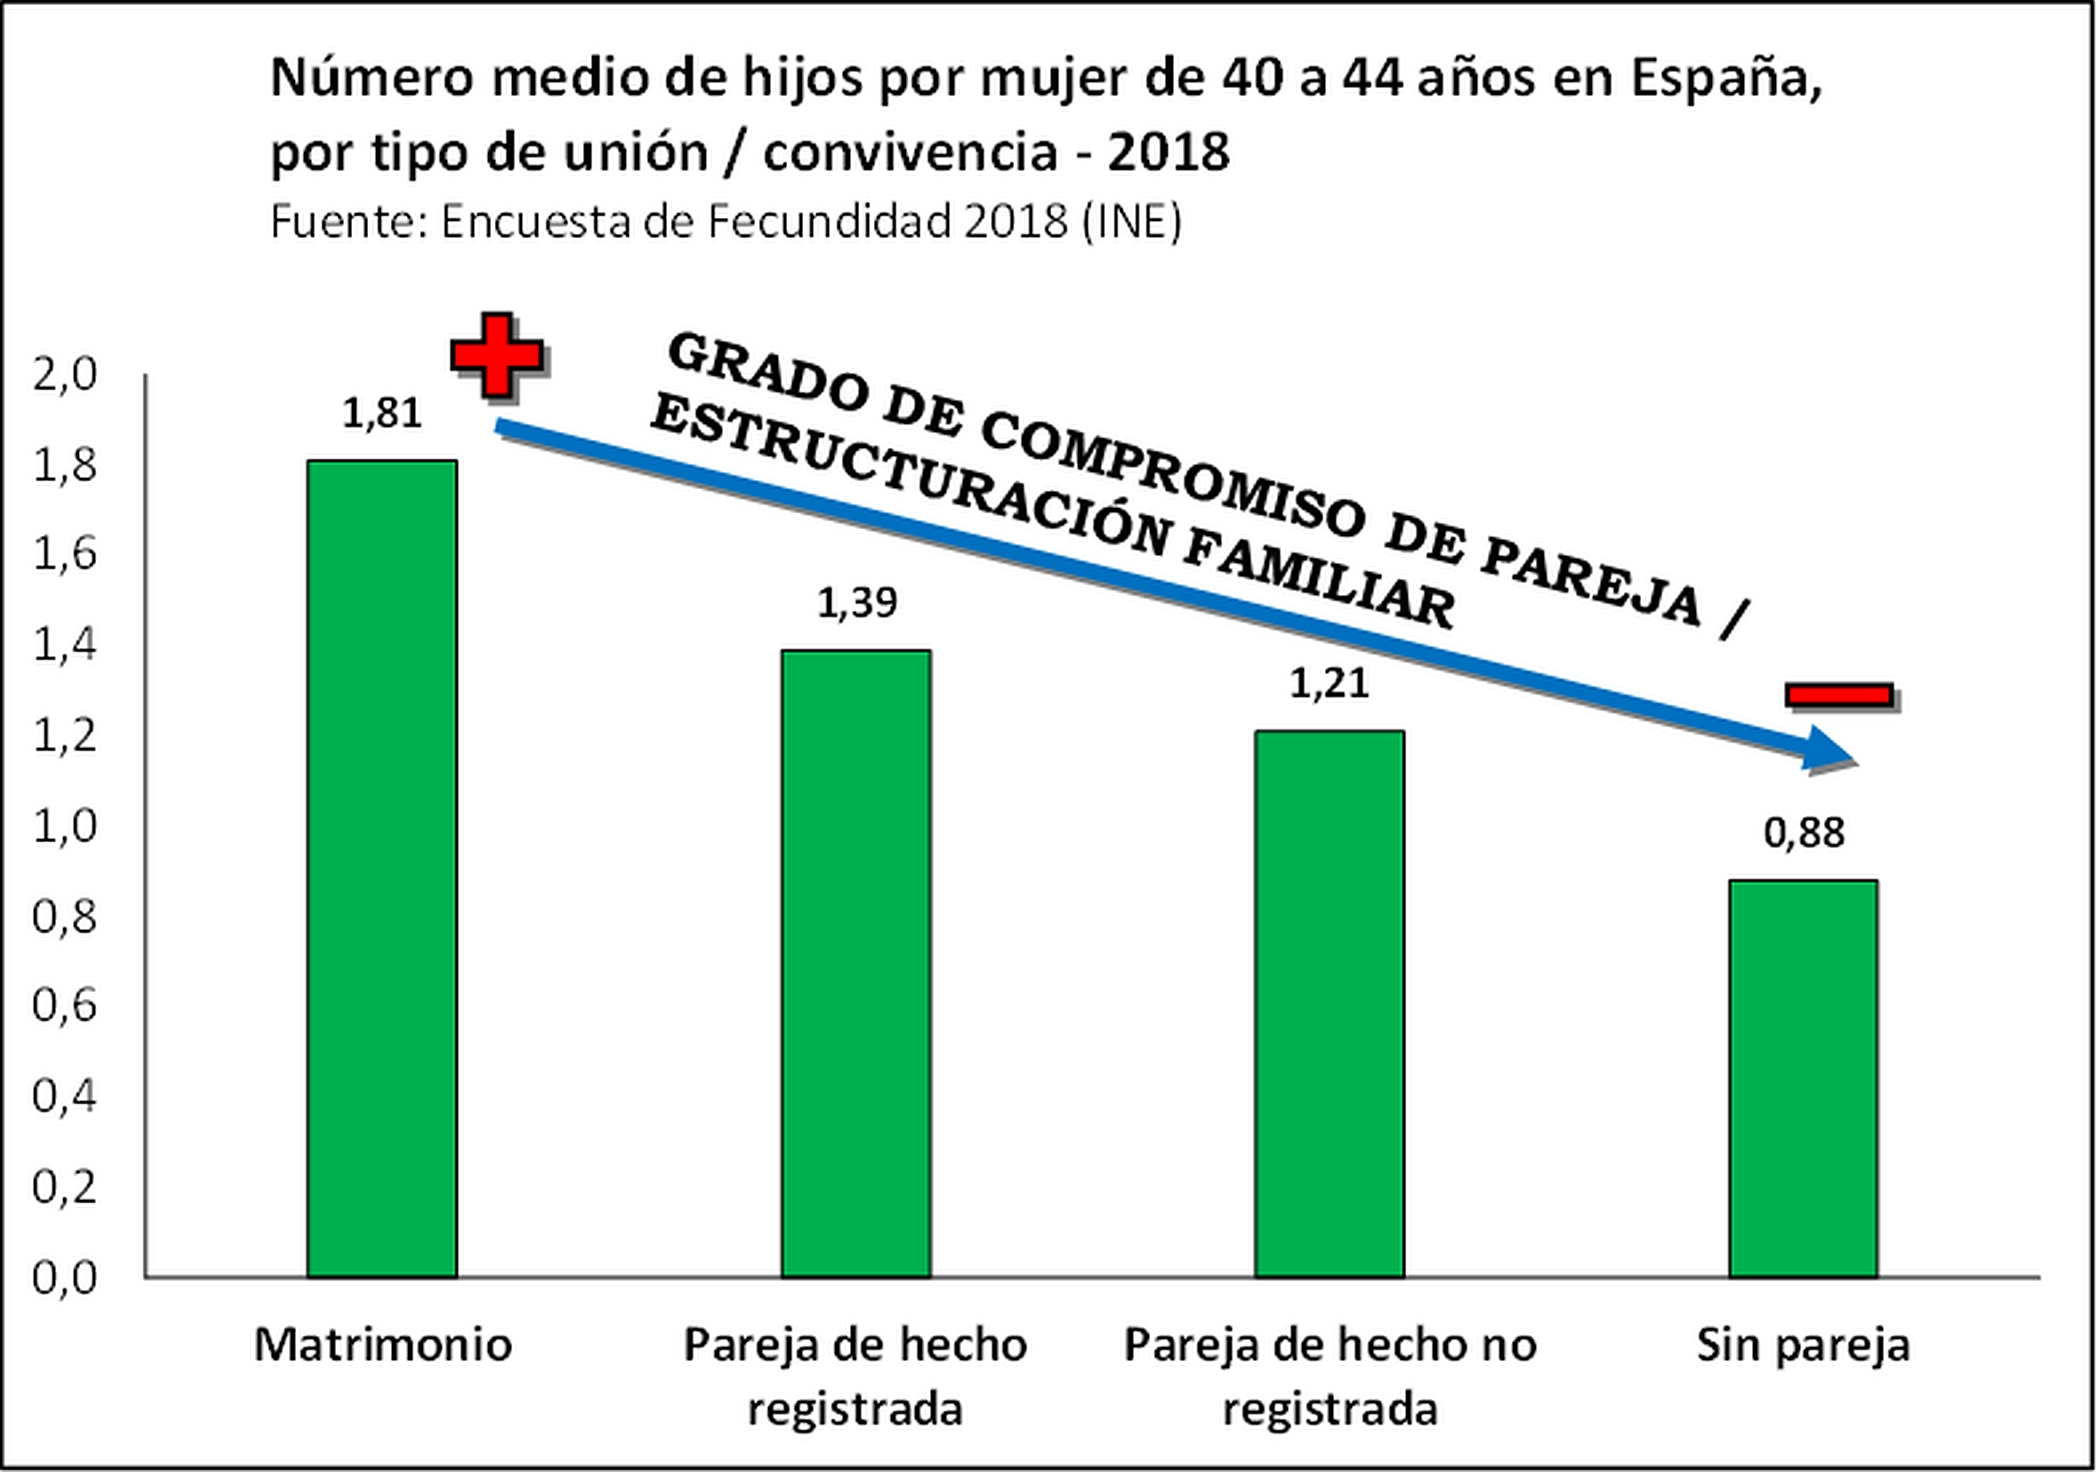 Número medio de hijos por mujer de 40 a 44 años en España,
por tipo de unión / convivencia - 2018
Fuente: Encuesta de Fecundidad 2018 (INE)
GRADO DE COMPROMISO DE PAREJA /
ESTRUCTURACIÓN FAMILIAR
2,0
1,8
1,6
1,4
1,2
1,0
0,8
0,6
0,4
0,2
0,0
1,81
1,39
1,21
0,88
Matrimonio
Pareja de hecho
registrada
Pareja de hecho no
registrada
Sin pareja